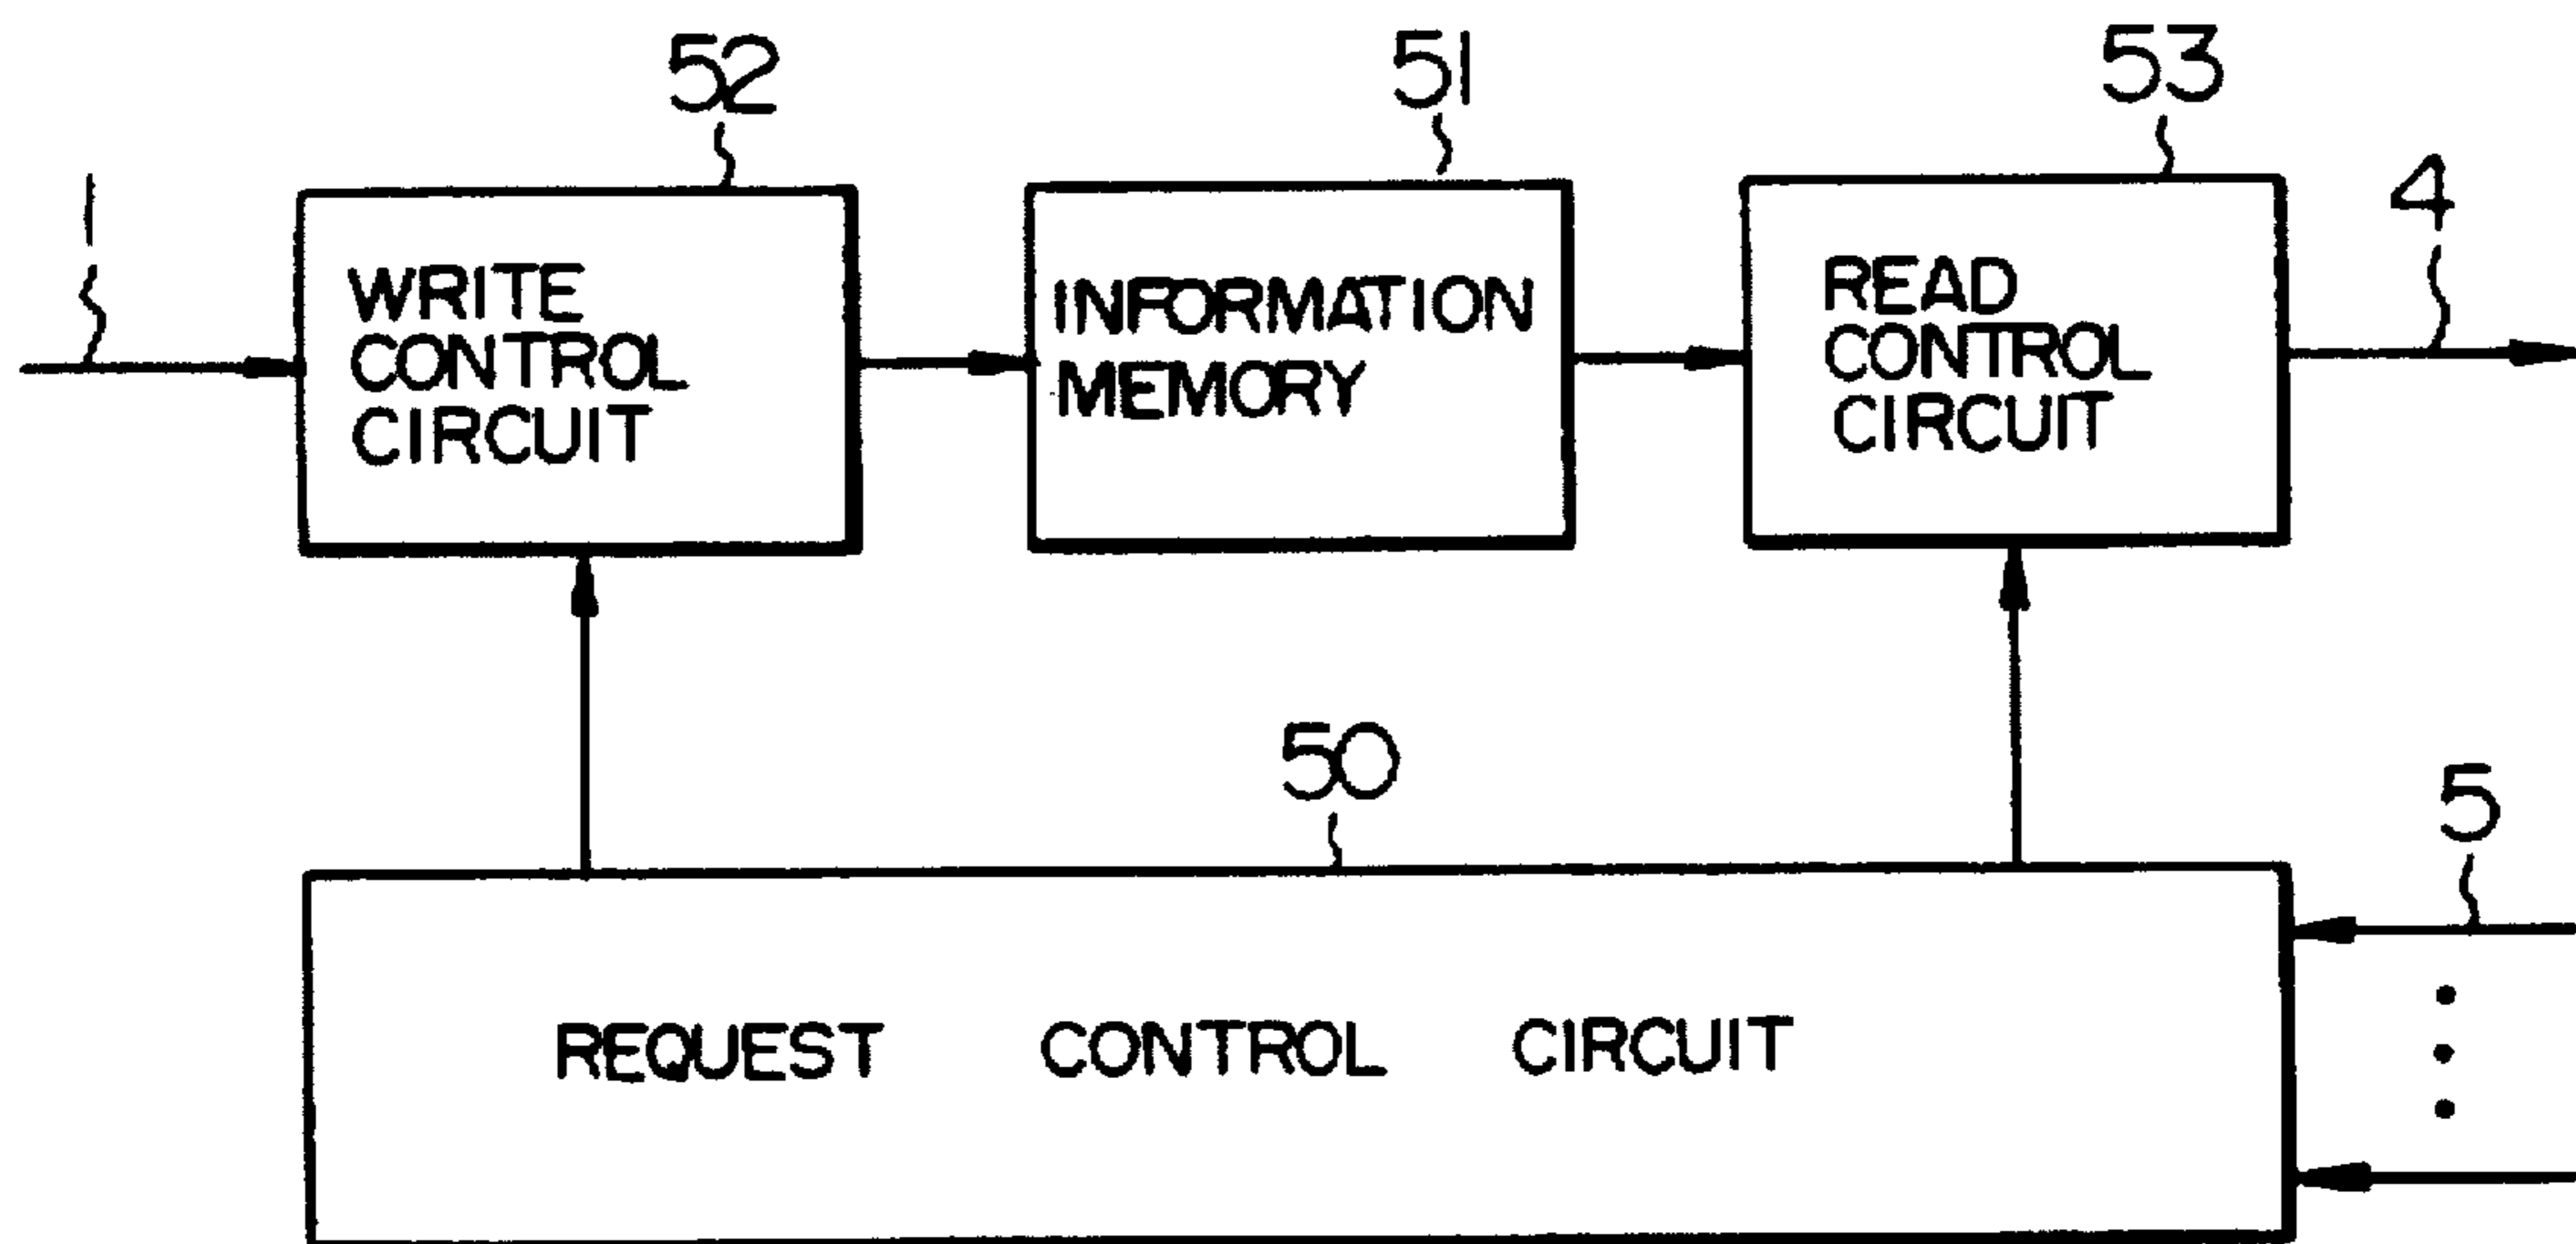 52
51
53
1
4
WRITE
CONTROL
CIRCUIT
INFORMATION
MEMORY
READ
CONTROL
CIRCUIT
50
5
REQUEST CONTROL CIRCUIT